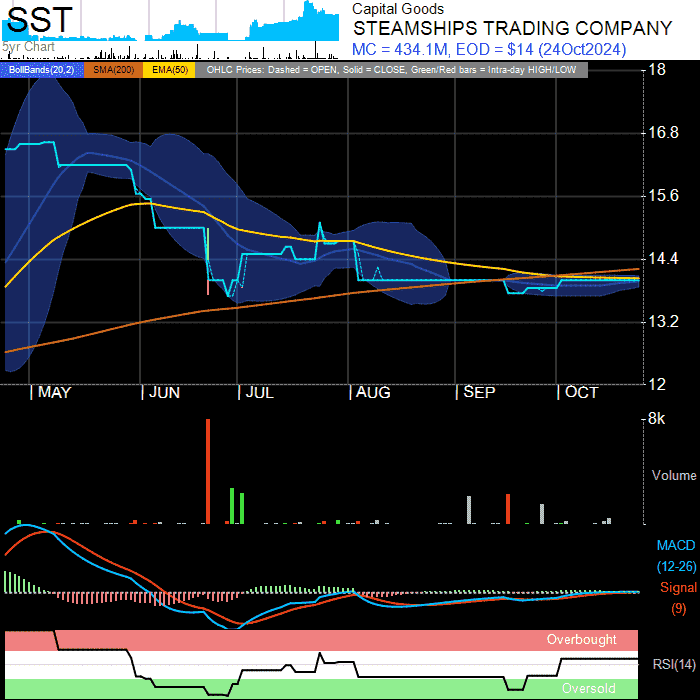 SST
5yr Chart
Capital Goods
STEAMSHIPS TRADING COMPANY
MC = 434.1M, EOD = $14 (24Oct2024)
BollBands(20,2) SMA(200) EMA(50) OHLC Prices: Dashed = OPEN, Solid = CLOSE, Green/Red bars = Intra-day HIGH/LOW
18
16.8
15.6
14.4
13.2
12
MAY JUN JUL AUG SEP OCT
8k
Volume
MACD
(12-26)
Signal
(9)
Overbought
RSI(14)
Oversold